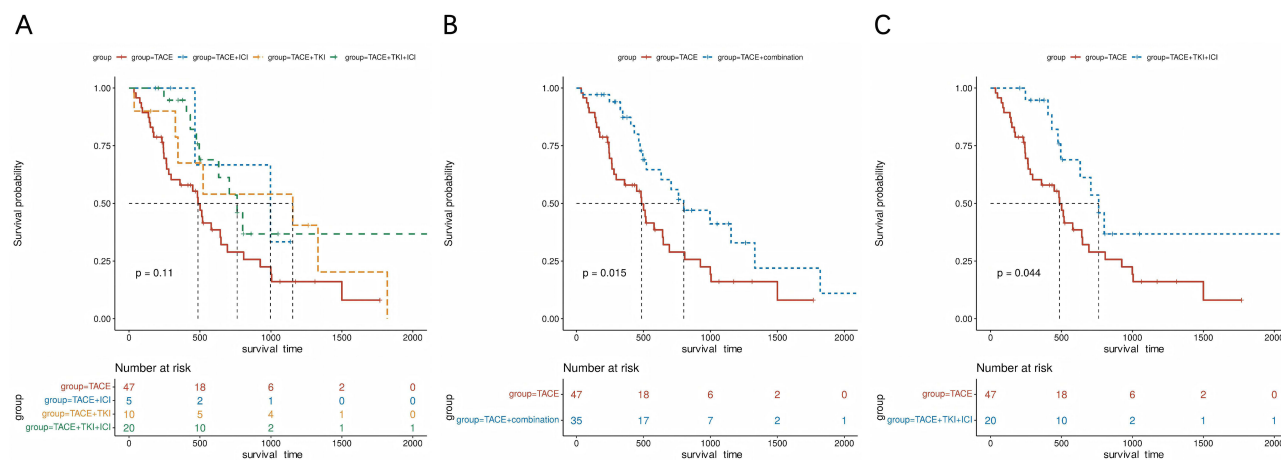 A
group group=TACE group=TACE+ICI group=TACE+TKI group=TACE+TKI+ICI
Survival probability
1.00
0.75
0.50
0.25
0.00
p = 0.11
0 500 1000 1500 2000
survival time
Number at risk
group
group=TACE 47 18 6 2 0
group=TACE+ICI 5 2 1 0 0
group=TACE+TKI 10 5 4 1 0
group=TACE+TKI+ICI 20 10 2 1 1
0 500 1000 1500 2000
survival time
B
group group=TACE group=TACE+combination
Survival probability
1.00
0.75
0.50
0.25
0.00
p = 0.015
0 500 1000 1500 2000
survival time
Number at risk
group
group=TACE 47 18 6 2 0
group=TACE+combination 35 17 7 2 1
0 500 1000 1500 2000
survival time
C
group group=TACE group=TACE+TKI+ICI
Survival probability
1.00
0.75
0.50
0.25
0.00
p = 0.044
0 500 1000 1500 2000
survival time
Number at risk
group
group=TACE 47 18 6 2 0
group=TACE+TKI+ICI 20 10 2 1 1
0 500 1000 1500 2000
survival time